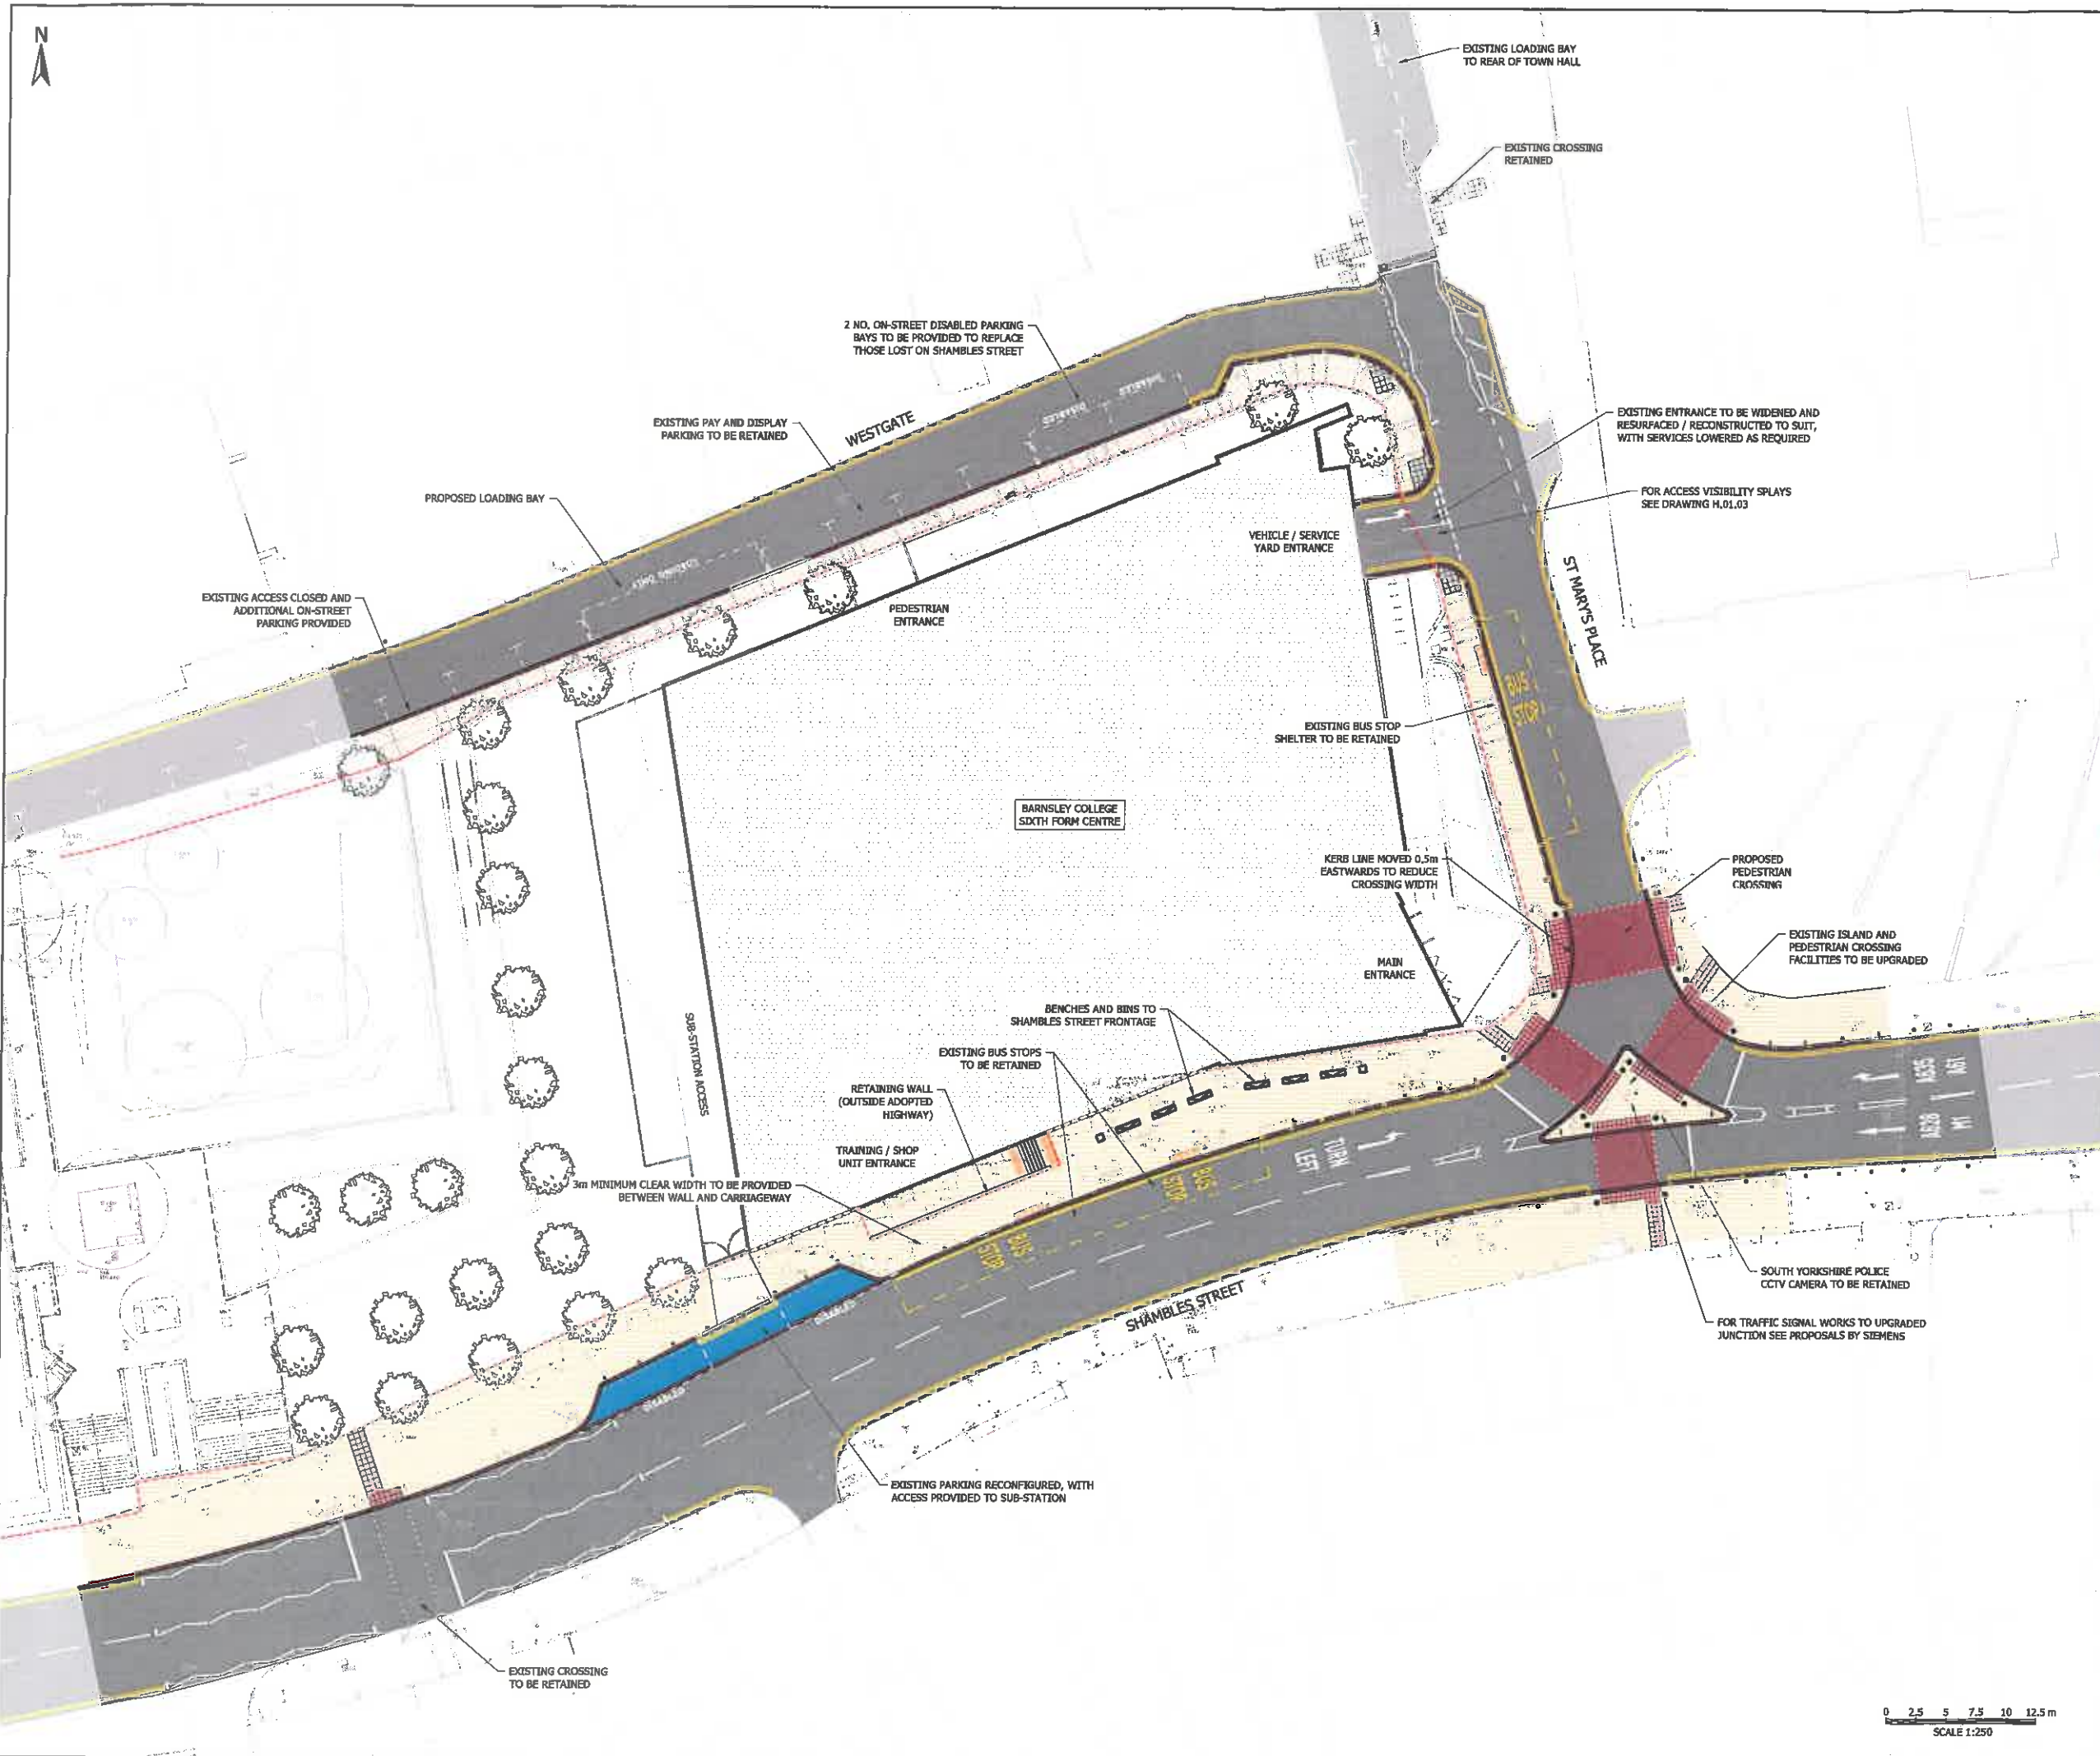 N
EXISTING LOADING BAY
TO REAR OF TOWN HALL
EXISTING CROSSING
RETAINED
2 NO. ON-STREET DISABLED PARKING
BAYS TO BE PROVIDED TO REPLACE
THOSE LOST ON SHAMBLES STREET
DISABLED
DISABLED
EXISTING PAY AND DISPLAY
PARKING TO BE RETAINED
WESTGATE
EXISTING ENTRANCE TO BE WIDENED AND
RESURFACED / RECONSTRUCTED TO SUIT,
WITH SERVICES LOWERED AS REQUIRED
PROPOSED LOADING BAY
FOR ACCESS VISIBILITY SPLAYS
SEE DRAWING H.01.03
VEHICLE / SERVICE
YARD ENTRANCE
LOADING ONLY
ST MARY'S PLACE
EXISTING ACCESS CLOSED AND
ADDITIONAL ON-STREET
PARKING PROVIDED
PEDESTRIAN
ENTRANCE
BUS
STOP
EXISTING BUS STOP
SHELTER TO BE RETAINED
BARNSLEY COLLEGE
SIXTH FORM CENTRE
KERB LINE MOVED 0.5m
EASTWARDS TO REDUCE
CROSSING WIDTH
PROPOSED
PEDESTRIAN
CROSSING
EXISTING ISLAND AND
PEDESTRIAN CROSSING
FACILITIES TO BE UPGRADED
MAIN
ENTRANCE
BENCHES AND BINS TO
SHAMBLES STREET FRONTAGE
SUB-STATION ACCESS
EXISTING BUS STOPS
TO BE RETAINED
RETAINING WALL
(OUTSIDE ADOPTED
HIGHWAY)
A628 A635
M1 A61
TRAINING / SHOP
UNIT ENTRANCE
TURN
LEFT
3m MINIMUM CLEAR WIDTH TO BE PROVIDED
BETWEEN WALL AND CARRIAGEWAY
BUS
STOP
BUS
STOP
SOUTH YORKSHIRE POLICE
CCTV CAMERA TO BE RETAINED
SHAMBLES STREET
DISABLED
DISABLED
FOR TRAFFIC SIGNAL WORKS TO UPGRADED
JUNCTION SEE PROPOSALS BY SIEMENS
EXISTING PARKING RECONFIGURED, WITH
ACCESS PROVIDED TO SUB-STATION
EXISTING CROSSING
TO BE RETAINED
0 2.5 5 7.5 10 12.5 m
SCALE 1:250